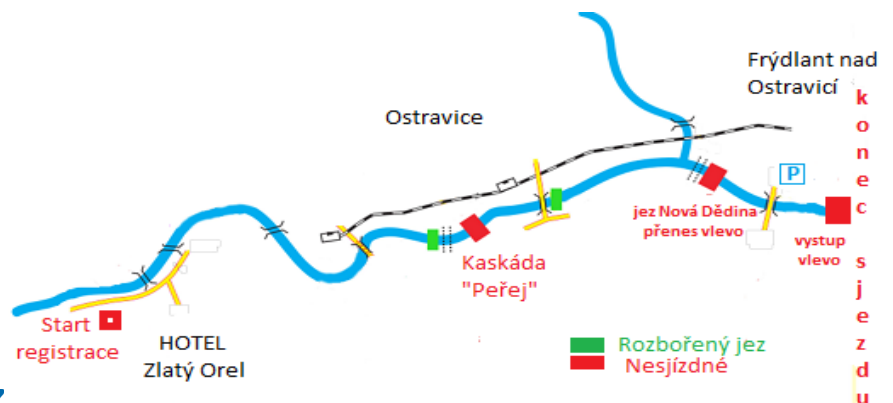 Frýdlant nad
Ostravicí
Ostravice
P
jez Nová Dědina
přenes vlevo
vystup
vlevo
Kaskáda
"Peřej"
Start
registrace
HOTEL
Zlatý Orel
Rozbořený jez
Nesjízdné
k
o
n
e
c
s
j
e
z
d
u